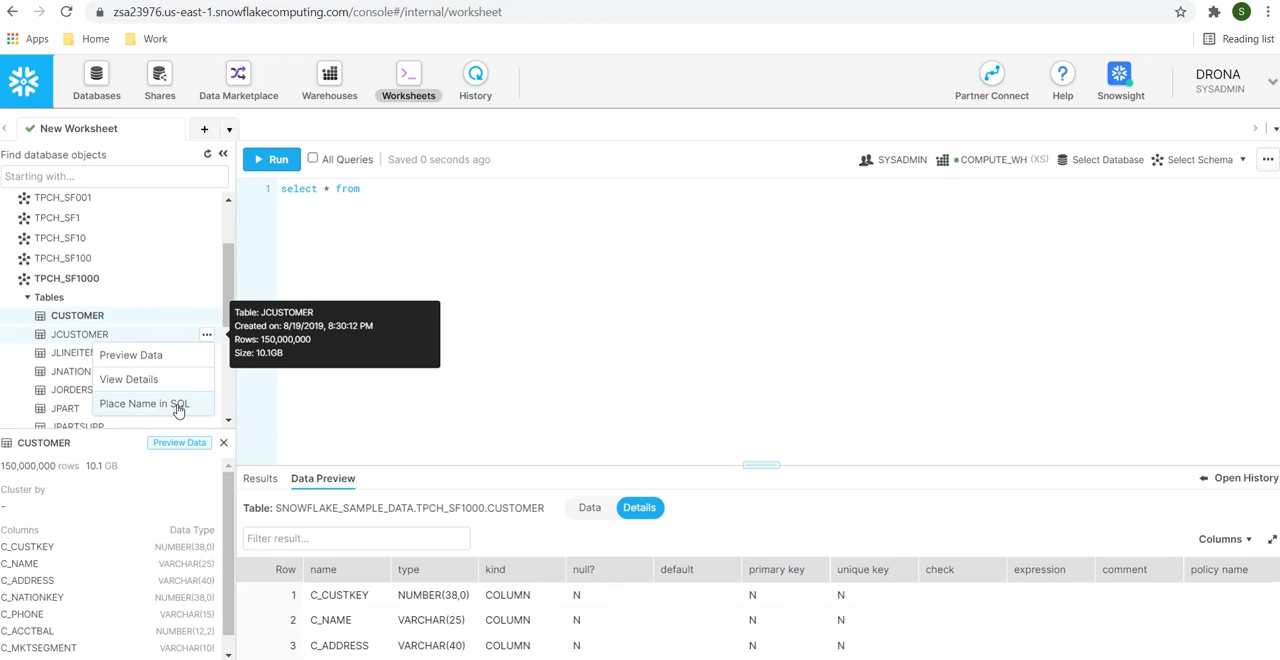 zsa23976.us-east-1.snowflakecomputing.com/console#/internal/worksheet
S
Apps
Home
Work
Reading list
Databases
Shares
Data Marketplace
Warehouses
Worksheets
History
Partner Connect
Help
Snowsight
DRONA
SYSADMIN
New Worksheet
Find database objects
Starting with...
Run
All Queries
Saved 0 seconds ago
SYSADMIN
COMPUTE_WH (XS)
Select Database
Select Schema
1 select * from
TPCH_SF001
TPCH_SF1
TPCH_SF10
TPCH_SF100
TPCH_SF1000
Tables
CUSTOMER
JCUSTOMER
JLINEITEM
JNATION
JORDERS
JPART
JPARTSUPP
Preview Data
View Details
Place Name in SQL
Table: JCUSTOMER
Created on: 8/19/2019, 8:30:12 PM
Rows: 150,000,000
Size: 10.1GB
CUSTOMER
Preview Data
150,000,000 rows 10.1 GB
Cluster by
-
Columns Data Type
C_CUSTKEY NUMBER(38,0)
C_NAME VARCHAR(25)
C_ADDRESS VARCHAR(40)
C_NATIONKEY NUMBER(38,0)
C_PHONE VARCHAR(15)
C_ACCTBAL NUMBER(12,2)
C_MKTSEGMENT VARCHAR(10)
Results
Data Preview
Open History
Table: SNOWFLAKE_SAMPLE_DATA.TPCH_SF1000.CUSTOMER
Data
Details
Filter result...
Columns
Row name type kind null? default primary key unique key check expression comment policy name
1 C_CUSTKEY NUMBER(38,0) COLUMN N N N
2 C_NAME VARCHAR(25) COLUMN N N N
3 C_ADDRESS VARCHAR(40) COLUMN N N N